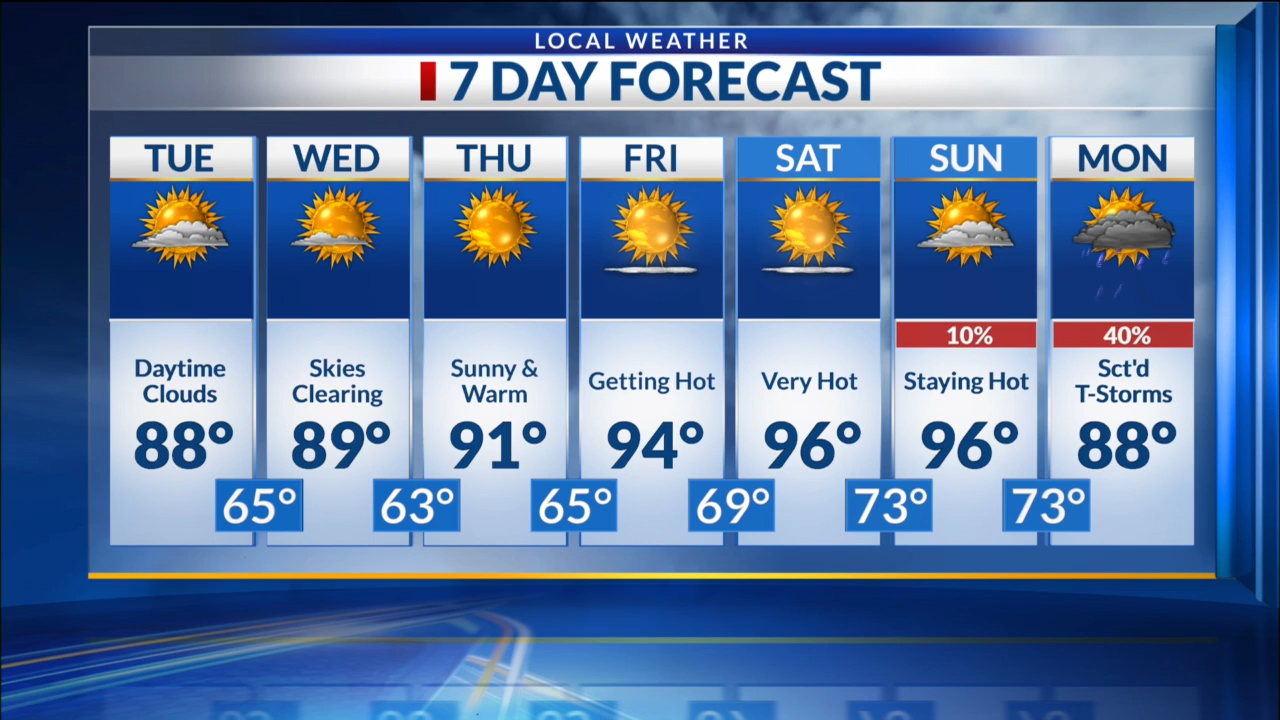 LOCAL WEATHER
7 DAY FORECAST
TUE WED THU FRI SAT SUN MON
10% 40%
Daytime Clouds
Skies Clearing
Sunny & Warm
Getting Hot
Very Hot
Staying Hot
Sct'd T-Storms
88° 89° 91° 94° 96° 96° 88°
65° 63° 65° 69° 73° 73°